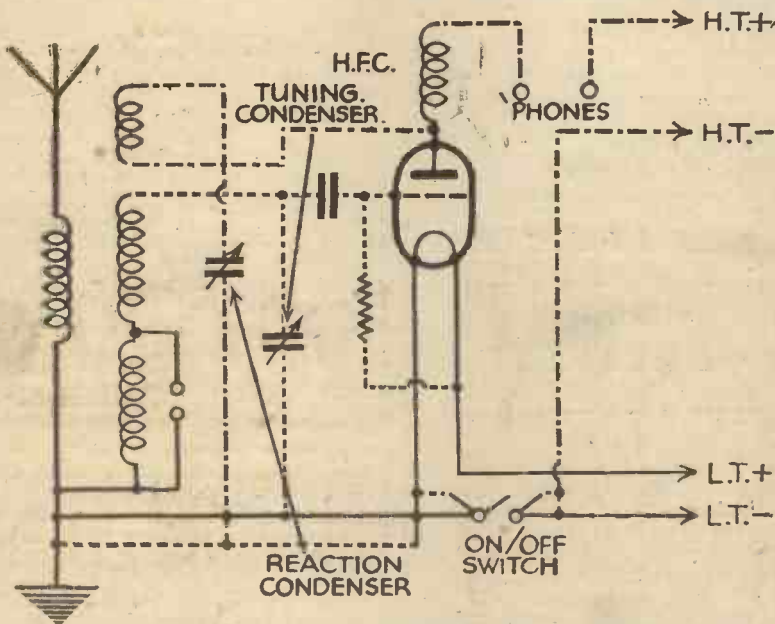 H.T.+
H.F.C.
TUNING.
CONDENSER.
PHONES
H.T.-
L.T.+
L.T.-
ON/OFF
SWITCH
REACTION
CONDENSER